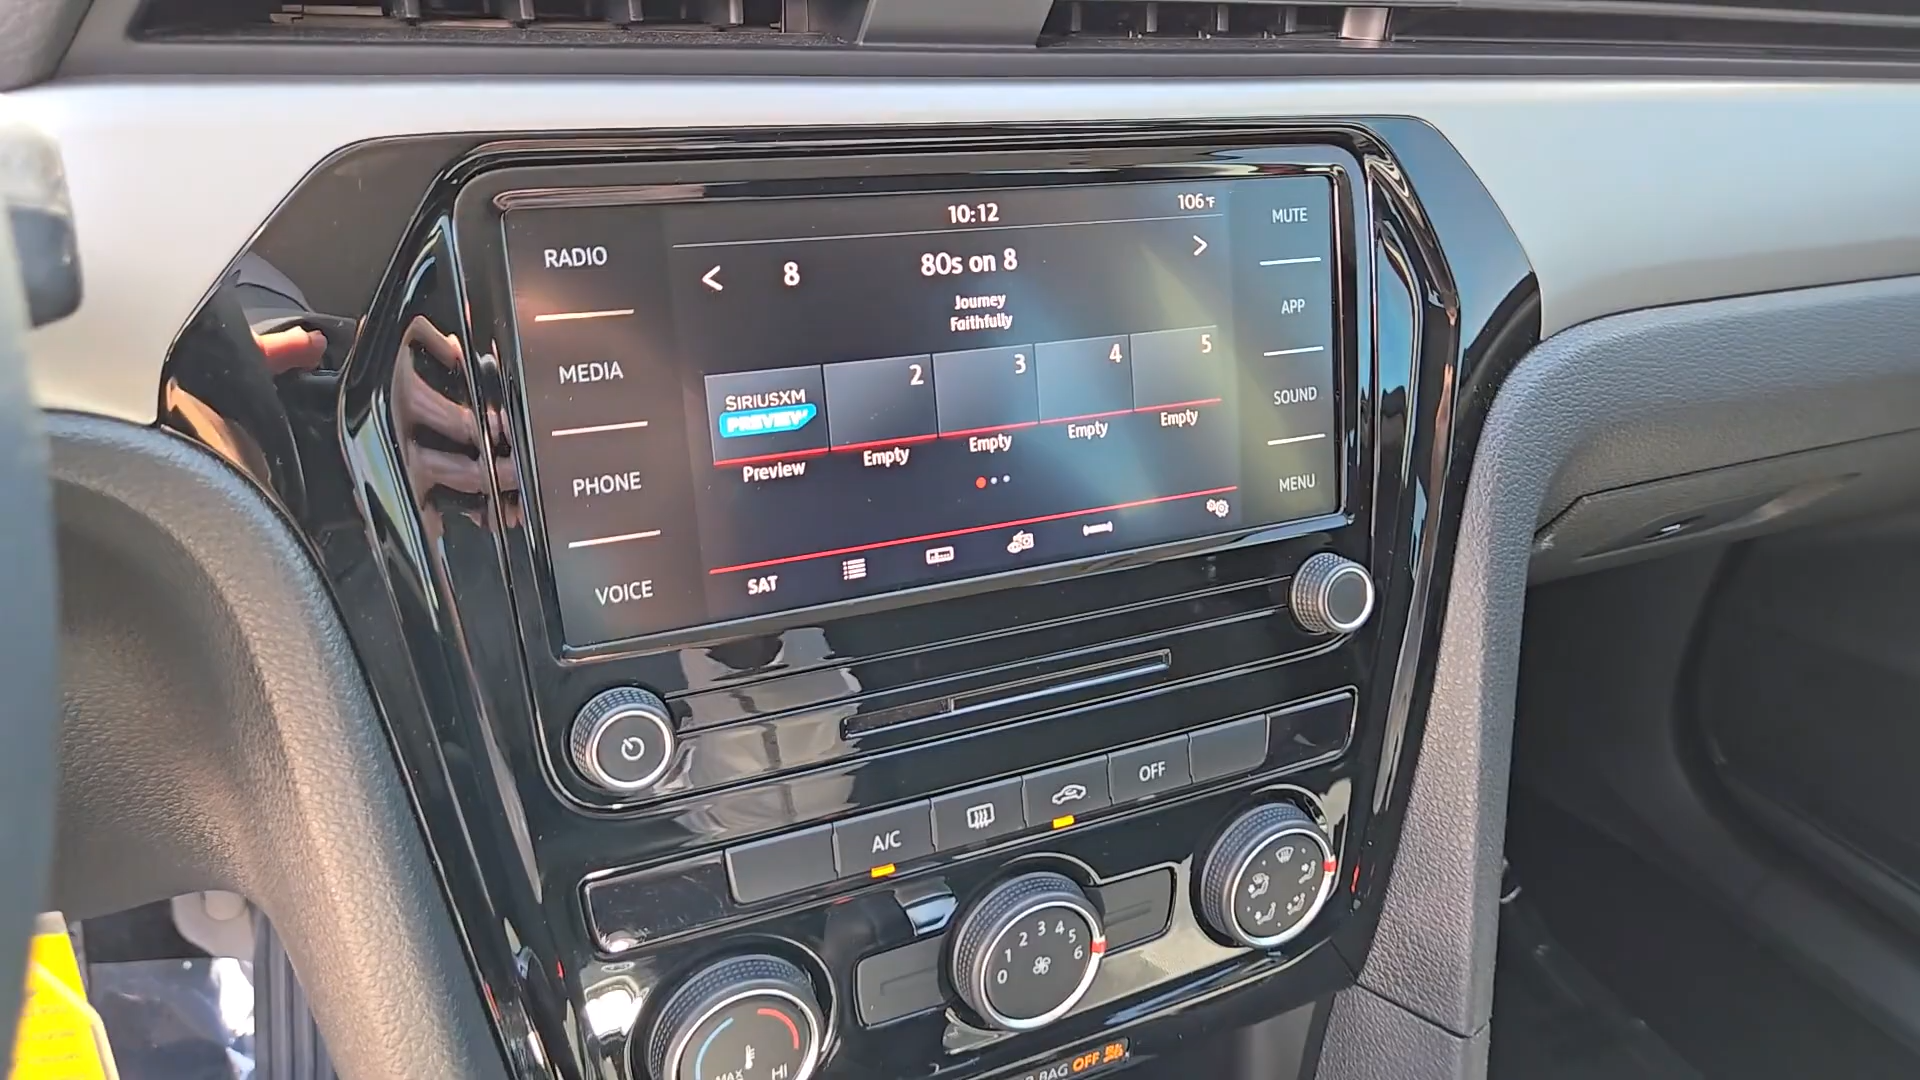 10:12
106°F
RADIO
MEDIA
PHONE
VOICE
8
80s on 8
Journey
Faithfully
2
3
4
5
SIRIUSXM
PREVIEW
Preview
Empty
Empty
Empty
Empty
SAT
MUTE
APP
SOUND
MENU
A/C
OFF
0
1
2
3
4
5
6
MAX
HI
BAG OFF